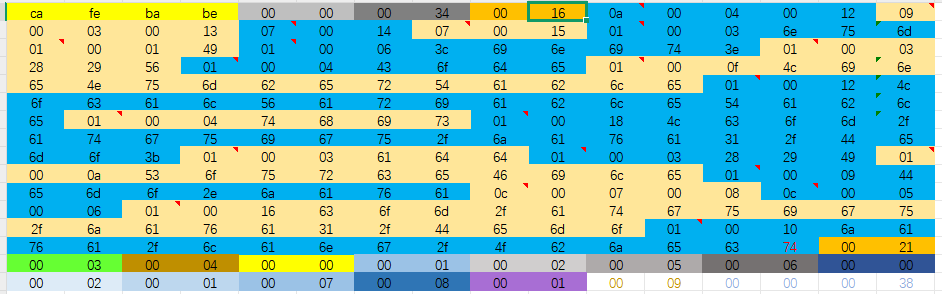 ca fe ba be 00 00 00 34 00 16 0a 00 04 00 12 09
00 03 00 13 07 00 14 07 00 15 01 00 03 6e 75 6d
01 00 01 49 01 00 06 3c 69 6e 69 74 3e 01 00 03
28 29 56 01 00 04 43 6f 64 65 01 00 0f 4c 69 6e
65 4e 75 6d 62 65 72 54 61 62 6c 65 01 00 12 4c
6f 63 61 6c 56 61 72 69 61 62 6c 65 54 61 62 6c
65 01 00 04 74 68 69 73 01 00 18 4c 63 6f 6d 2f
61 74 67 75 69 67 75 2f 6a 61 76 61 31 2f 44 65
6d 6f 3b 01 00 03 61 64 64 01 00 03 28 29 49 01
00 0a 53 6f 75 72 63 65 46 69 6c 65 01 00 09 44
65 6d 6f 2e 6a 61 76 61 0c 00 07 00 08 0c 00 05
00 06 01 00 16 63 6f 6d 2f 61 74 67 75 69 67 75
2f 6a 61 76 61 31 2f 44 65 6d 6f 01 00 10 6a 61
76 61 2f 6c 61 6e 67 2f 4f 62 6a 65 63 74 00 21
00 03 00 04 00 00 00 01 00 02 00 05 00 06 00 00
00 02 00 01 00 07 00 08 00 01 00 09 00 00 00 38